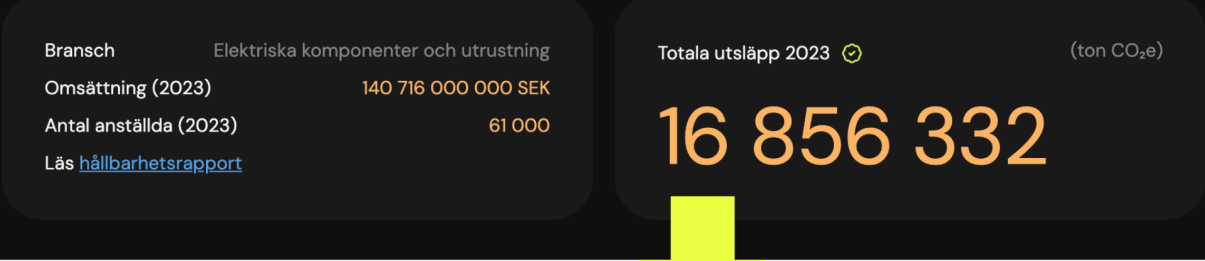 Bransch Elektriska komponenter och utrustning
Omsättning (2023) 140 716 000 000 SEK
Antal anställda (2023) 61 000
Läs hållbarhetsrapport
Totala utsläpp 2023 (ton CO₂e)
16 856 332